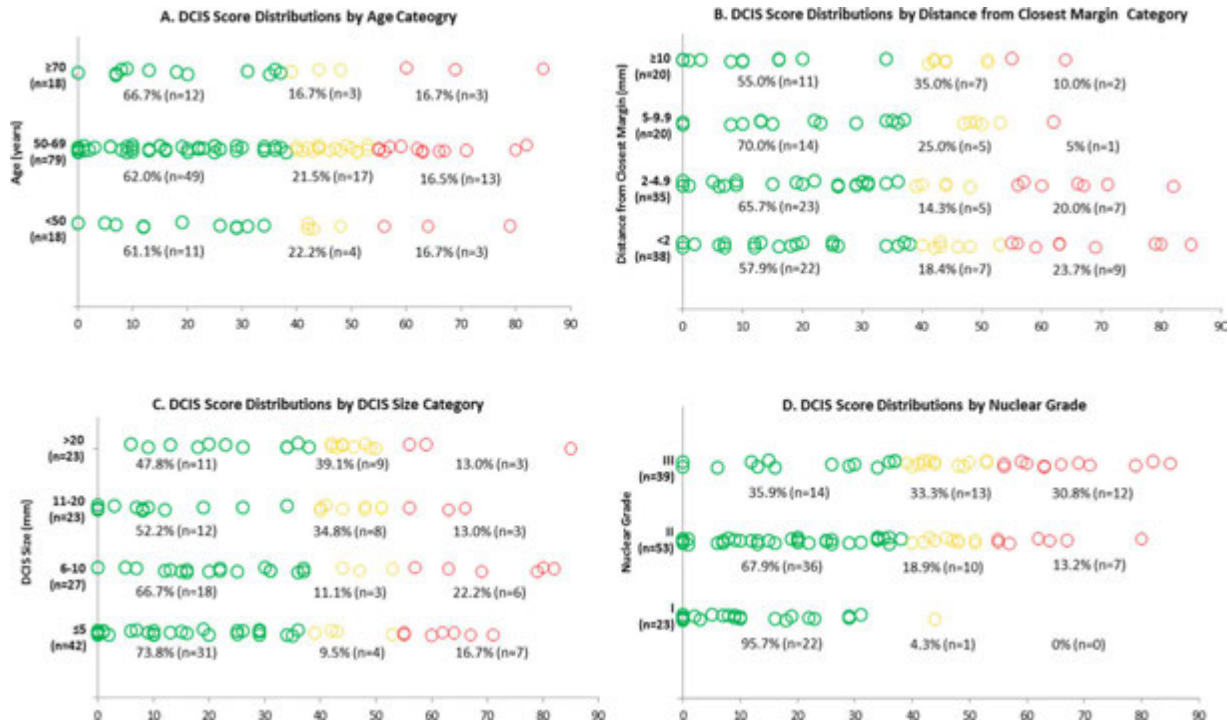 A. DCIS Score Distributions by Age Cateogry
Age (years)
≥70
(n=18)
66.7% (n=12) 16.7% (n=3) 16.7% (n=3)
50-69
(n=79)
62.0% (n=49) 21.5% (n=17) 16.5% (n=13)
<50
(n=18)
61.1% (n=11) 22.2% (n=4) 16.7% (n=3)
0 10 20 30 40 50 60 70 80 90
B. DCIS Score Distributions by Distance from Closest Margin Category
Distance from Closest Margin (mm)
≥10
(n=20)
55.0% (n=11) 35.0% (n=7) 10.0% (n=2)
5-9.9
(n=20)
70.0% (n=14) 25.0% (n=5) 5% (n=1)
2-4.9
(n=35)
65.7% (n=23) 14.3% (n=5) 20.0% (n=7)
<2
(n=38)
57.9% (n=22) 18.4% (n=7) 23.7% (n=9)
0 10 20 30 40 50 60 70 80 90
C. DCIS Score Distributions by DCIS Size Category
DCIS Size (mm)
>20
(n=23)
47.8% (n=11) 39.1% (n=9) 13.0% (n=3)
11-20
(n=23)
52.2% (n=12) 34.8% (n=8) 13.0% (n=3)
6-10
(n=27)
66.7% (n=18) 11.1% (n=3) 22.2% (n=6)
≤5
(n=42)
73.8% (n=31) 9.5% (n=4) 16.7% (n=7)
0 10 20 30 40 50 60 70 80 90
D. DCIS Score Distributions by Nuclear Grade
Nuclear Grade
III
(n=39)
35.9% (n=14) 33.3% (n=13) 30.8% (n=12)
II
(n=53)
67.9% (n=36) 18.9% (n=10) 13.2% (n=7)
I
(n=23)
95.7% (n=22) 4.3% (n=1) 0% (n=0)
0 10 20 30 40 50 60 70 80 90